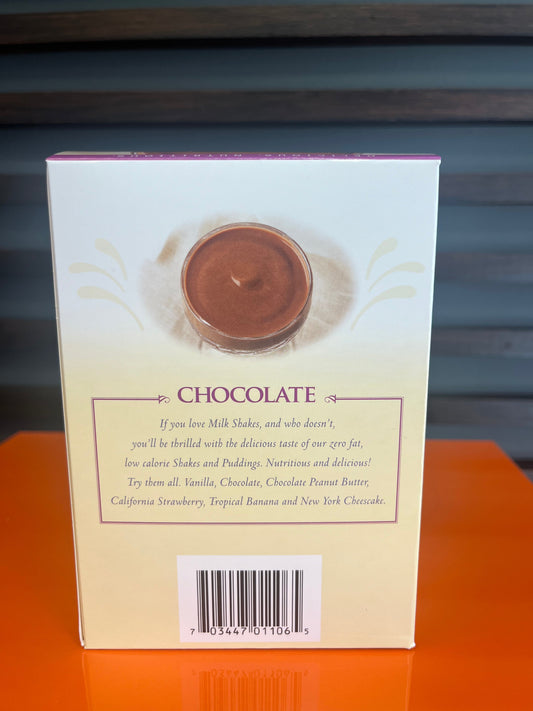 CHOCOLATE
If you love Milk Shakes, and who doesn't,
you'll be thrilled with the delicious taste of our zero fat,
low calorie Shakes and Puddings. Nutritious and delicious!
Try them all. Vanilla, Chocolate, Chocolate Peanut Butter,
California Strawberry, Tropical Banana and New York Cheescake.
7 03447 01106 5